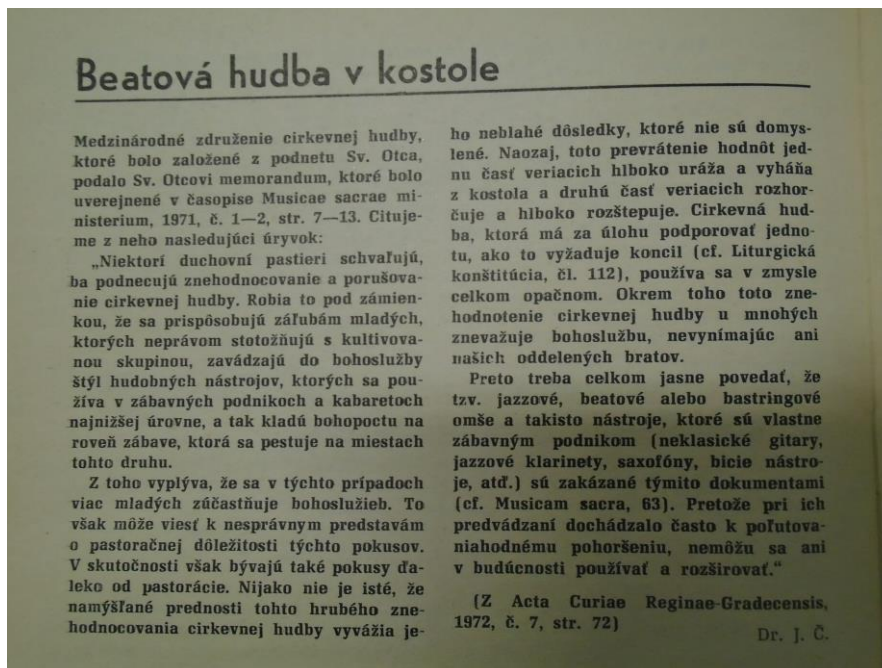 Beatová hudba v kostole
Medzinárodné združenie cirkevnej hudby,
ktoré bolo založené z podnetu Sv. Otca,
podalo Sv. Otcovi memorandum, ktoré bolo
uverejnené v časopise Musicae sacrae mi-
nisterium, 1971, č. 1—2, str. 7—13. Cituje-
me z neho nasledujúci úryvok:
„Niektorí duchovní pastieri schvaľujú,
ba podnecujú znehodnocovanie a porušova-
nie cirkevnej hudby. Robia to pod zámien-
kou, že sa prispôsobujú záľubám mladých,
ktorých neprávom stotožňujú s kultivova-
nou skupinou, zavádzajú do bohoslužby
štýl hudobných nástrojov, ktorých sa pou-
žíva v zábavných podnikoch a kabaretoch
najnižšej úrovne, a tak kladú bohopoctu na
roveň zábave, ktorá sa pestuje na miestach
tohto druhu.
Z toho vyplýva, že sa v týchto prípadoch
viac mladých zúčastňuje bohoslužieb. To
však môže viesť k nesprávnym predstavám
o pastoračnej dôležitosti týchto pokusov.
V skutočnosti však bývajú také pokusy ďa-
leko od pastorácie. Nijako nie je isté, že
namýšľané prednosti tohto hrubého zne-
hodnocovania cirkevnej hudby vyvážia je-
ho neblahé dôsledky, ktoré nie sú domys-
lené. Naozaj, toto prevrátenie hodnôt jed-
nu časť veriacich hlboko uráža a vyháňa
z kostola a druhú časť veriacich rozhor-
čuje a hlboko rozštepuje. Cirkevná hud-
ba, ktorá má za úlohu podporovať jedno-
tu, ako to vyžaduje koncil (cf. Liturgická
konštitúcia, čl. 112), používa sa v zmysle
celkom opačnom. Okrem toho toto zne-
hodnotenie cirkevnej hudby u mnohých
znevažuje bohoslužbu, nevynímajúc ani
našich oddelených bratov.
Preto treba celkom jasne povedať, že
tzv. jazzové, beatové alebo bastringové
omše a takisto nástroje, ktoré sú vlastne
zábavným podnikom (neklasické gitary,
jazzové klarinety, saxofóny, bicie nástro-
je, atď.) sú zakázané týmito dokumentami
(cf. Musicam sacra, 63). Pretože pri ich
predvádzaní dochádzalo často k poľutova-
niahodnému pohoršeniu, nemôžu sa ani
v budúcnosti používať a rozširovať.“
(Z Acta Curiae Reginae-Gradecensis,
1972, č. 7, str. 72)
Dr. J. Č.